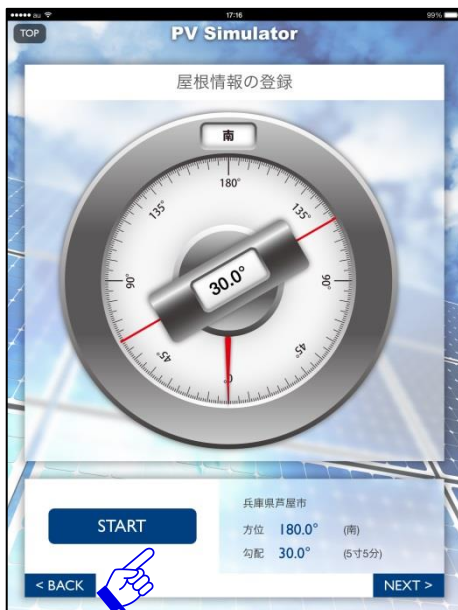 au 17:16 99%
TOP PV Simulator
屋根情報の登録
南
180°
135° 135°
30.0°
90° 90°
45° 45°
0
兵庫県芦屋市
START
方位 180.0° (南)
勾配 30.0° (5寸5分)
< BACK NEXT >